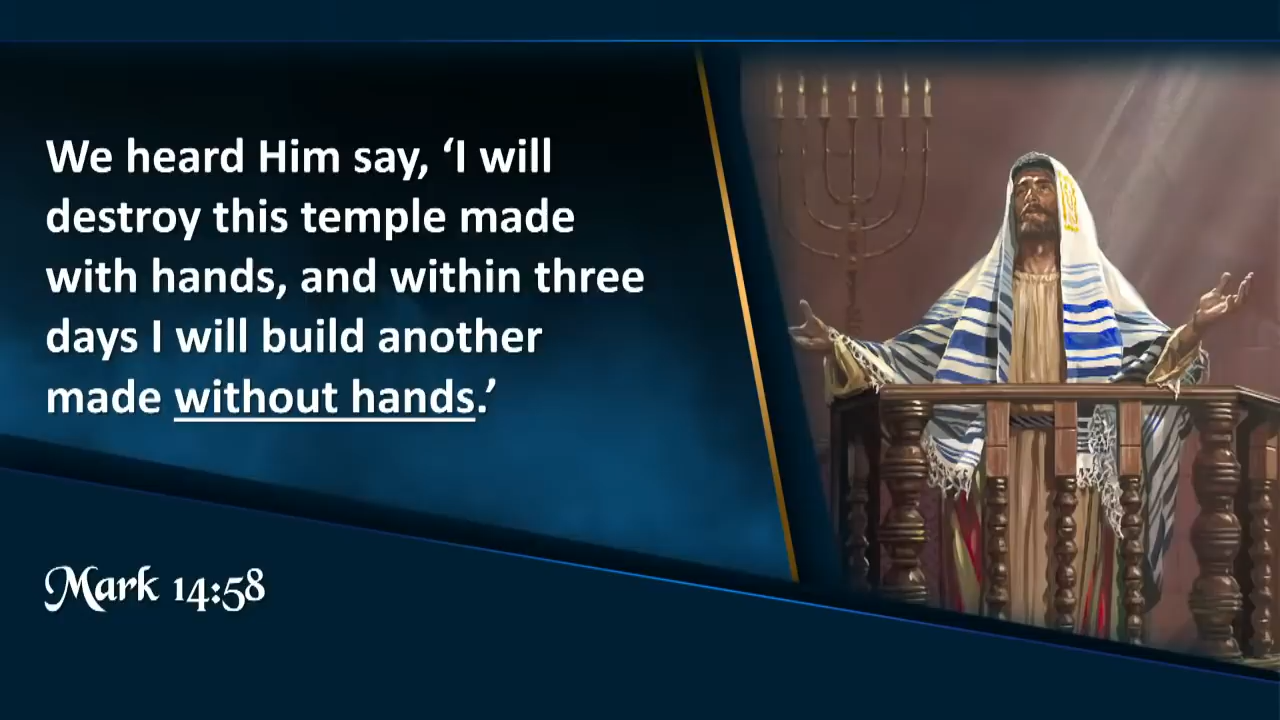 We heard Him say, ‘I will
destroy this temple made
with hands, and within three
days I will build another
made without hands.’
Mark 14:58